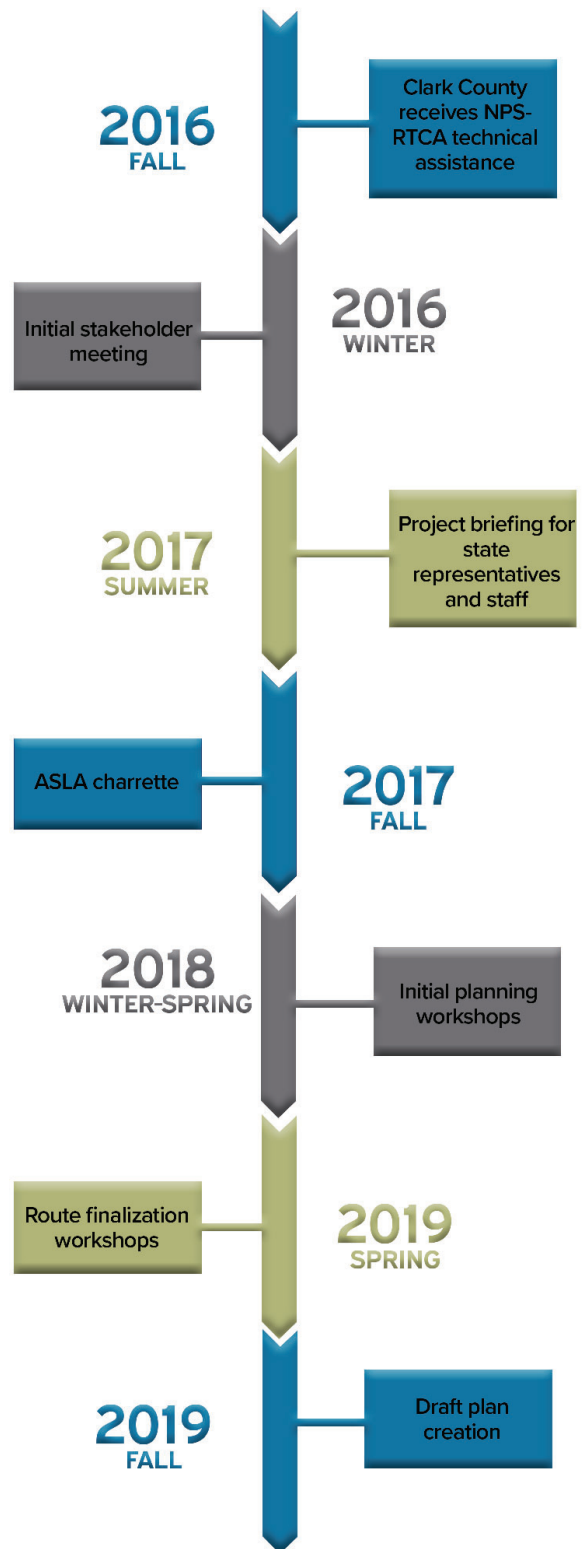 2016
FALL
Clark County
receives NPS-
RTCA technical
assistance
Initial stakeholder
meeting
2016
WINTER
2017
SUMMER
Project briefing for
state
representatives
and staff
ASLA charrette
2017
FALL
2018
WINTER-SPRING
Initial planning
workshops
Route finalization
workshops
2019
SPRING
2019
FALL
Draft plan
creation